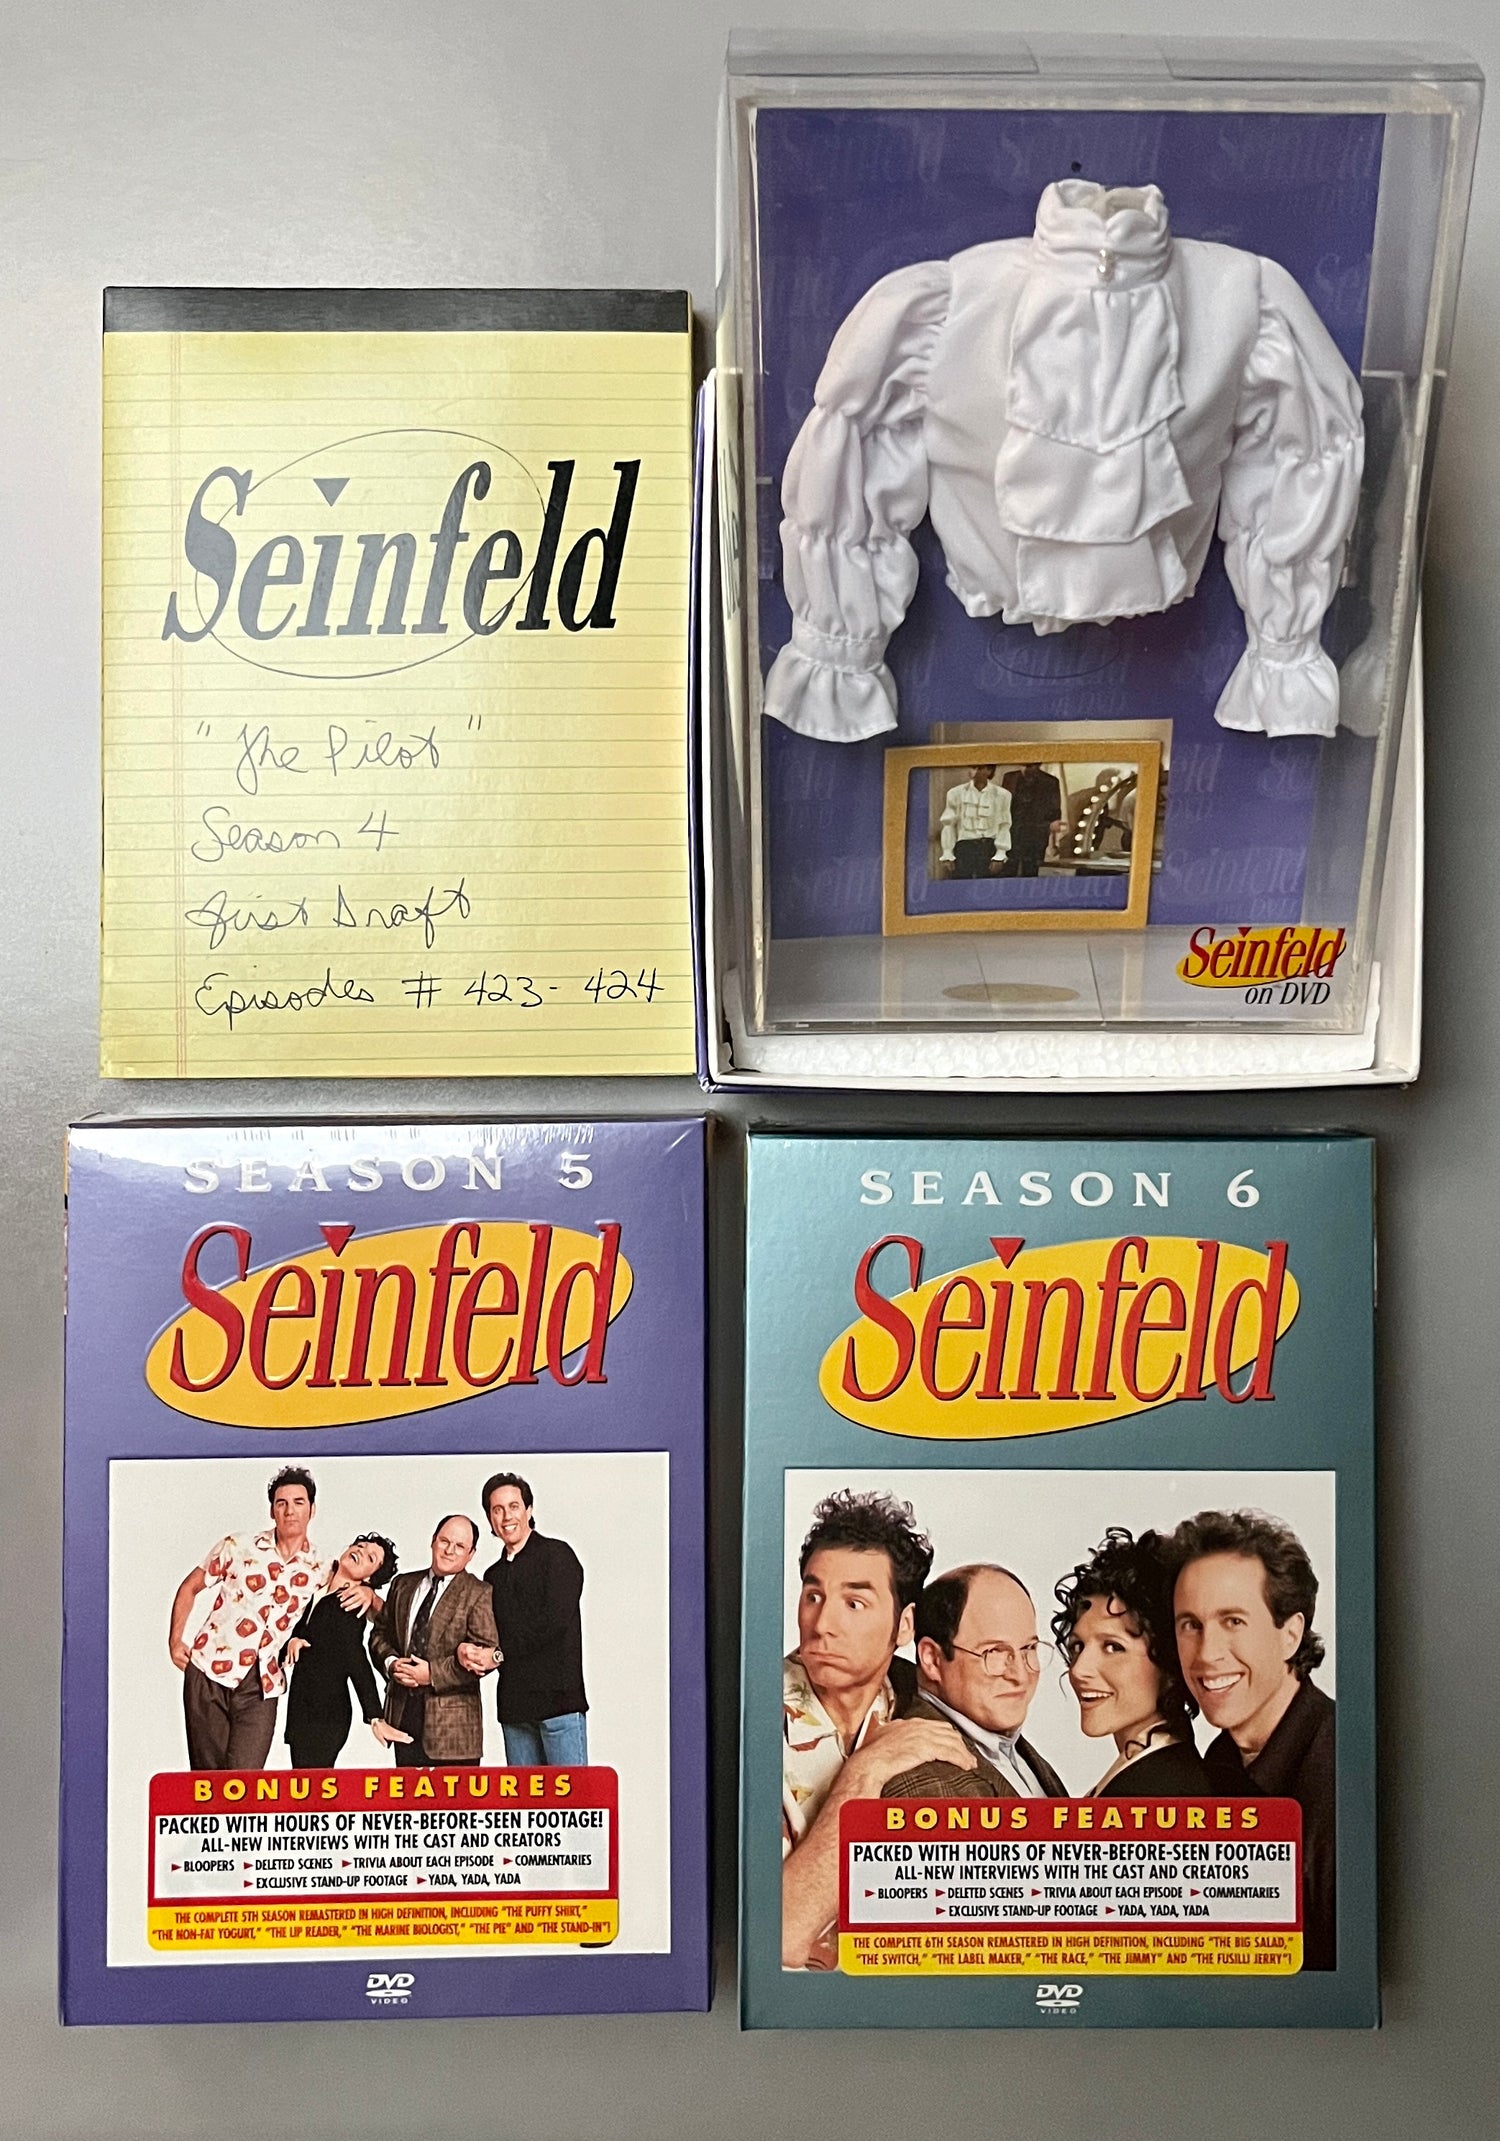 Seinfeld
"The Pilot"
Season 4
First Draft
Episodes # 423-424
Seinfeld
on DVD
SEASON 5
Seinfeld
BONUS FEATURES
PACKED WITH HOURS OF NEVER-BEFORE-SEEN FOOTAGE!
ALL-NEW INTERVIEWS WITH THE CAST AND CREATORS
►BLOOPERS ►DELETED SCENES ►TRIVIA ABOUT EACH EPISODE ►COMMENTARIES
►EXCLUSIVE STAND-UP FOOTAGE ►YADA, YADA, YADA
THE COMPLETE 5TH SEASON REMASTERED IN HIGH DEFINITION, INCLUDING "THE PUFFY SHIRT,"
"THE NON-FAT YOGURT," "THE LIP READER," "THE MARINE BIOLOGIST," "THE PIE" AND "THE STAND-IN"!
DVD
VIDEO
SEASON 6
Seinfeld
BONUS FEATURES
PACKED WITH HOURS OF NEVER-BEFORE-SEEN FOOTAGE!
ALL-NEW INTERVIEWS WITH THE CAST AND CREATORS
►BLOOPERS ►DELETED SCENES ►TRIVIA ABOUT EACH EPISODE ►COMMENTARIES
►EXCLUSIVE STAND-UP FOOTAGE ►YADA, YADA, YADA
THE COMPLETE 6TH SEASON REMASTERED IN HIGH DEFINITION, INCLUDING "THE BIG SALAD,"
"THE SWITCH," "THE LABEL MAKER," "THE RACE," "THE JIMMY" AND "THE FUSILLI JERRY"!
DVD
VIDEO